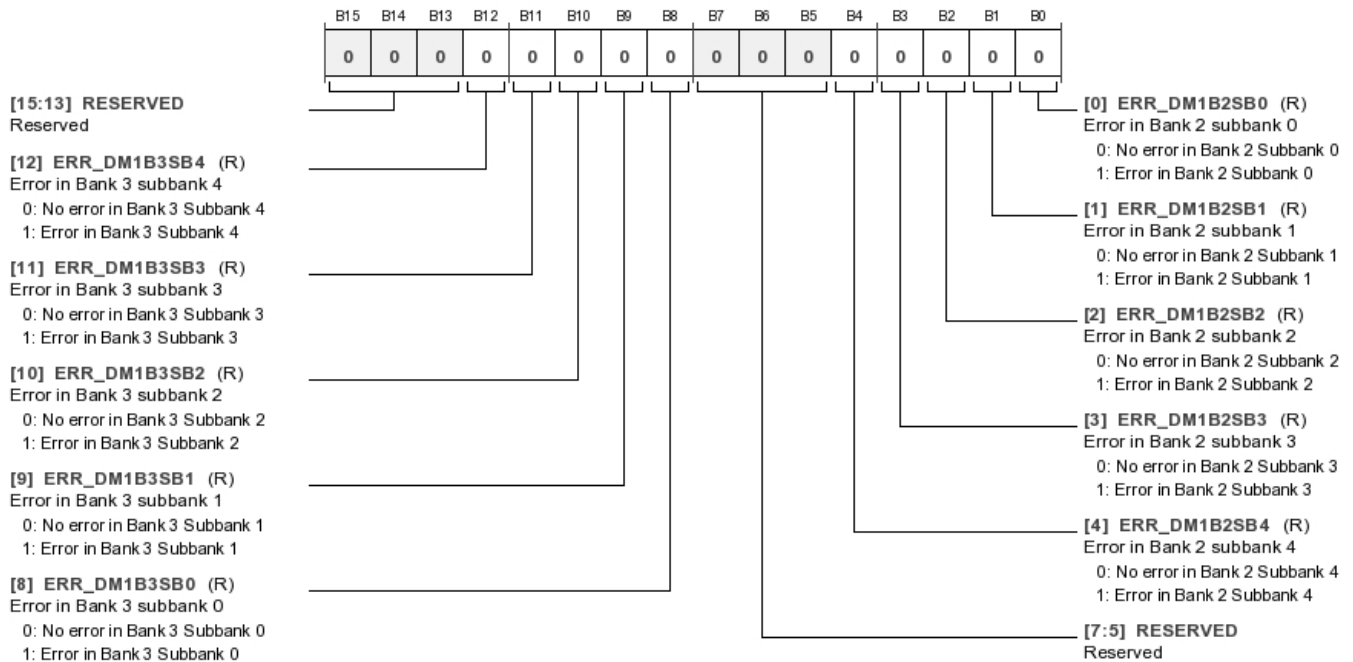 B15 B14 B13 B12 B11 B10 B9 B8 B7 B6 B5 B4 B3 B2 B1 B0
0 0 0 0 0 0 0 0 0 0 0 0 0 0 0 0
[15:13] RESERVED
Reserved
[12] ERR_DM1B3SB4 (R)
Error in Bank 3 subbank 4
0: No error in Bank 3 Subbank 4
1: Error in Bank 3 Subbank 4
[11] ERR_DM1B3SB3 (R)
Error in Bank 3 subbank 3
0: No error in Bank 3 Subbank 3
1: Error in Bank 3 Subbank 3
[10] ERR_DM1B3SB2 (R)
Error in Bank 3 subbank 2
0: No error in Bank 3 Subbank 2
1: Error in Bank 3 Subbank 2
[9] ERR_DM1B3SB1 (R)
Error in Bank 3 subbank 1
0: No error in Bank 3 Subbank 1
1: Error in Bank 3 Subbank 1
[8] ERR_DM1B3SB0 (R)
Error in Bank 3 subbank 0
0: No error in Bank 3 Subbank 0
1: Error in Bank 3 Subbank 0
[0] ERR_DM1B2SB0 (R)
Error in Bank 2 subbank 0
0: No error in Bank 2 Subbank 0
1: Error in Bank 2 Subbank 0
[1] ERR_DM1B2SB1 (R)
Error in Bank 2 subbank 1
0: No error in Bank 2 Subbank 1
1: Error in Bank 2 Subbank 1
[2] ERR_DM1B2SB2 (R)
Error in Bank 2 subbank 2
0: No error in Bank 2 Subbank 2
1: Error in Bank 2 Subbank 2
[3] ERR_DM1B2SB3 (R)
Error in Bank 2 subbank 3
0: No error in Bank 2 Subbank 3
1: Error in Bank 2 Subbank 3
[4] ERR_DM1B2SB4 (R)
Error in Bank 2 subbank 4
0: No error in Bank 2 Subbank 4
1: Error in Bank 2 Subbank 4
[7:5] RESERVED
Reserved